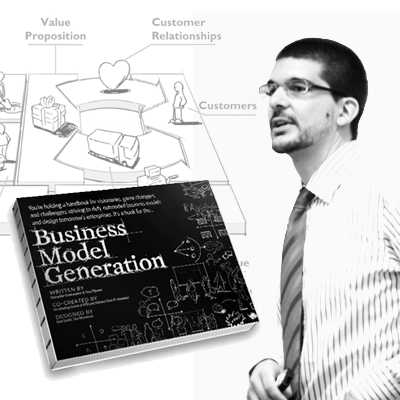 Value
Proposition
Customer
Relationships
Customers
You're holding a handbook for visionaries, game changers,
and challengers striving to defy outmoded business models
and design tomorrow's enterprises. It's a book for the...
Business
Model
Generation
WRITTEN BY
CO-CREATED BY
DESIGNED BY